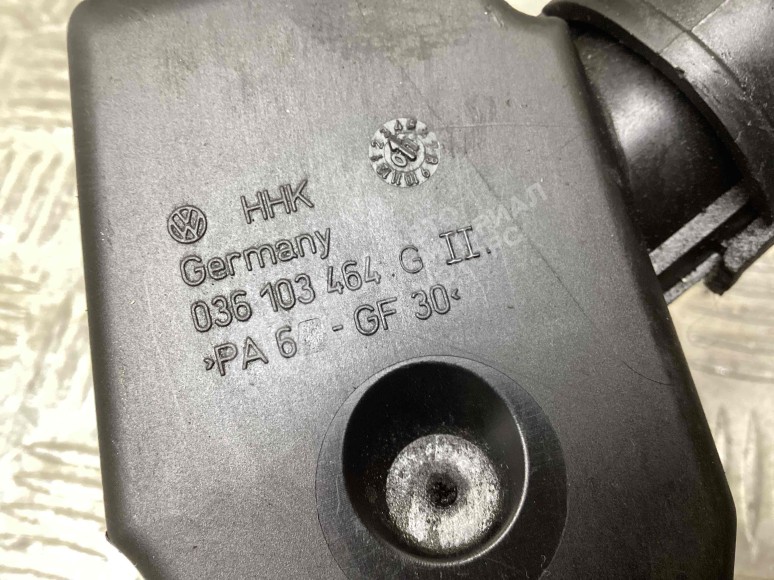 HHK
Germany
036 103 464 G II
>PA 6 - GF 30<